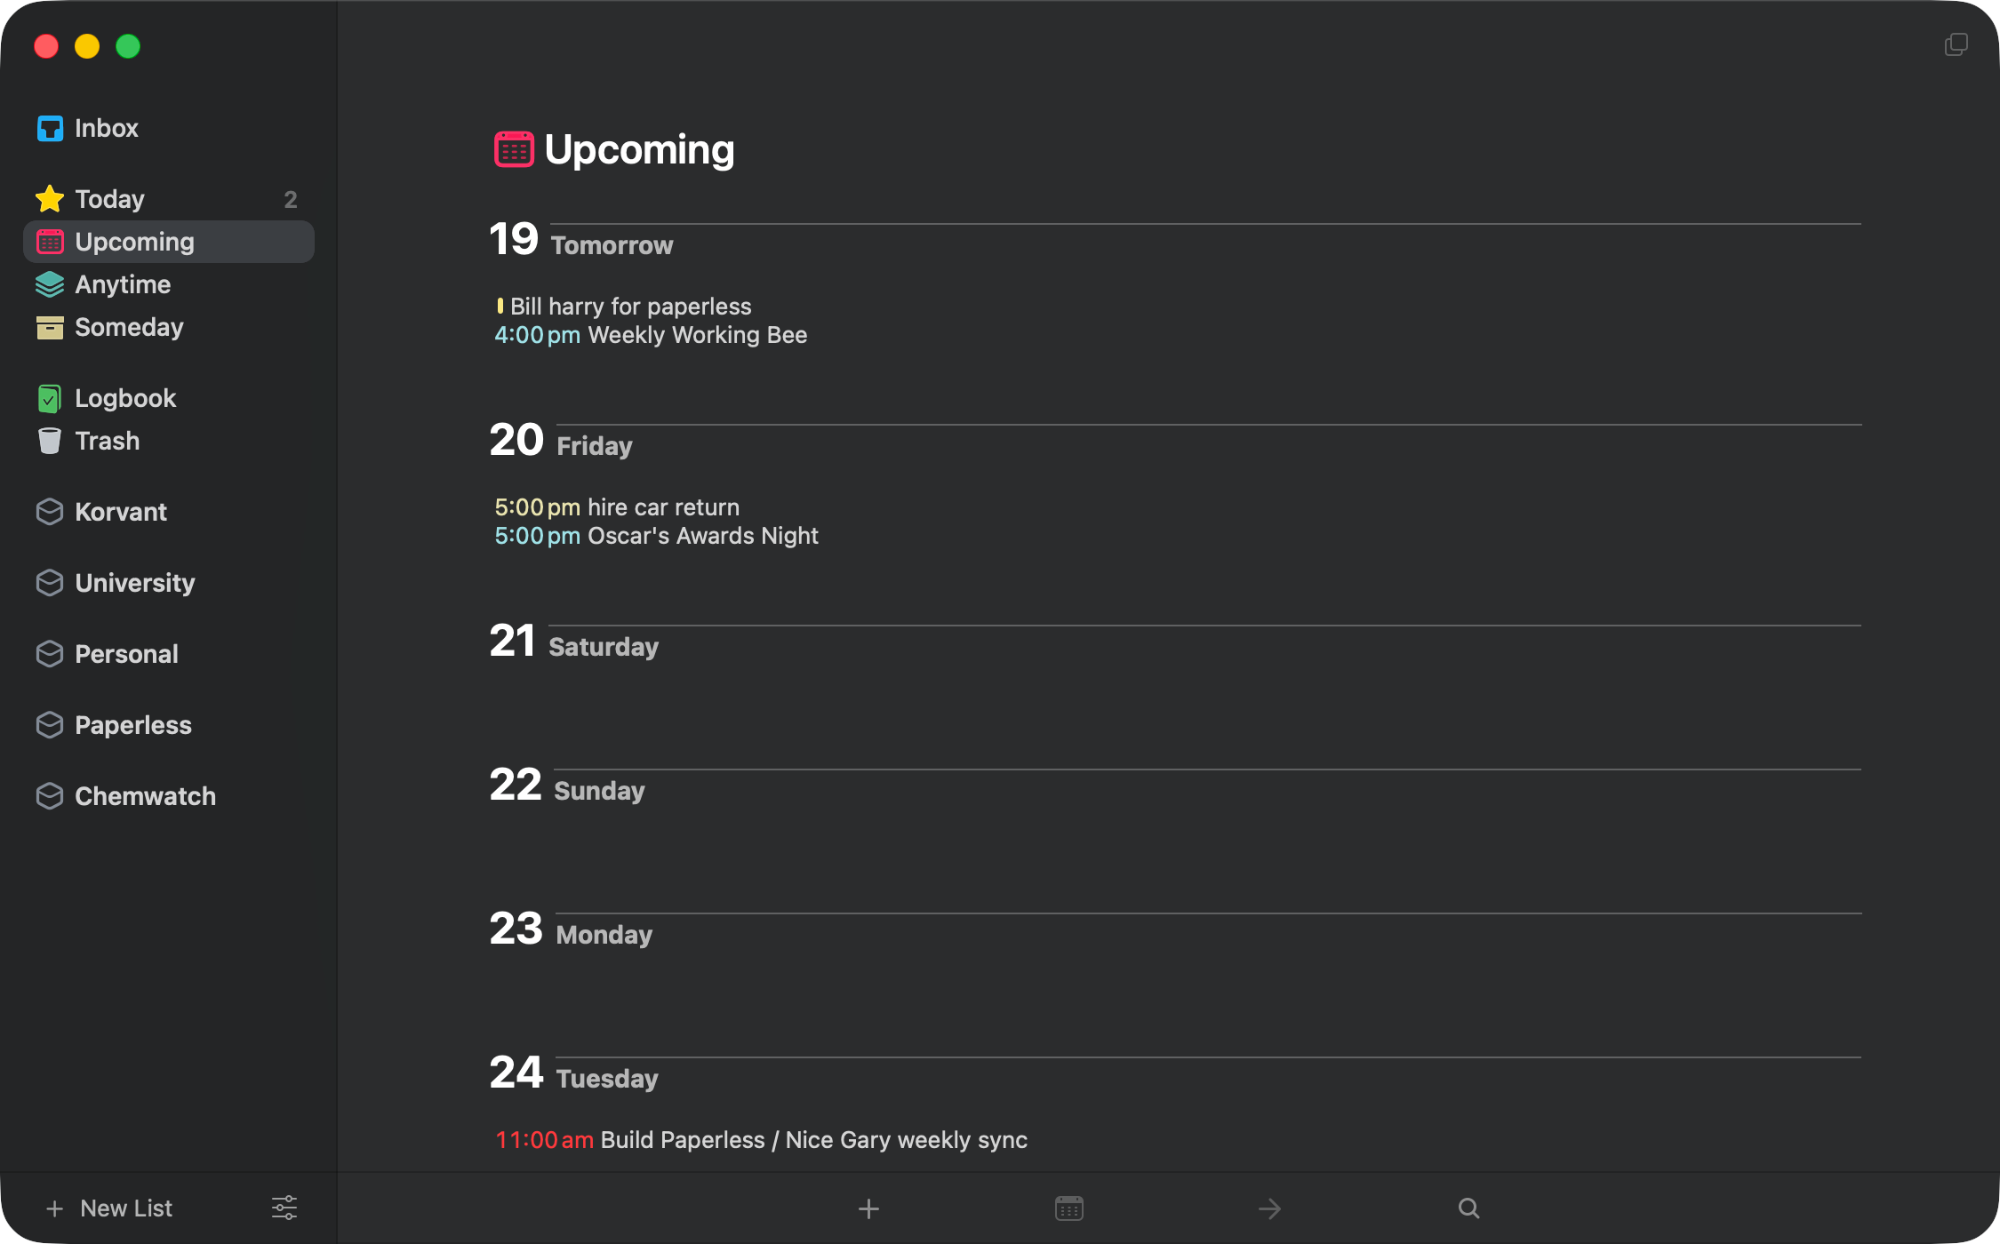 Inbox
Today 2
Upcoming
Anytime
Someday
Logbook
Trash
Korvant
University
Personal
Paperless
Chemwatch
New List
Upcoming
19 Tomorrow
Bill harry for paperless
4:00 pm Weekly Working Bee
20 Friday
5:00 pm hire car return
5:00 pm Oscar's Awards Night
21 Saturday
22 Sunday
23 Monday
24 Tuesday
11:00 am Build Paperless / Nice Gary weekly sync